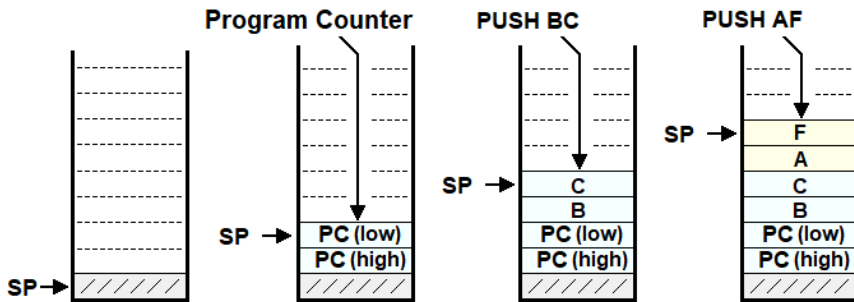 Program Counter
PUSH BC
PUSH AF
SP
SP
PC (low)
PC (high)
SP
C
B
PC (low)
PC (high)
SP
F
A
C
B
PC (low)
PC (high)